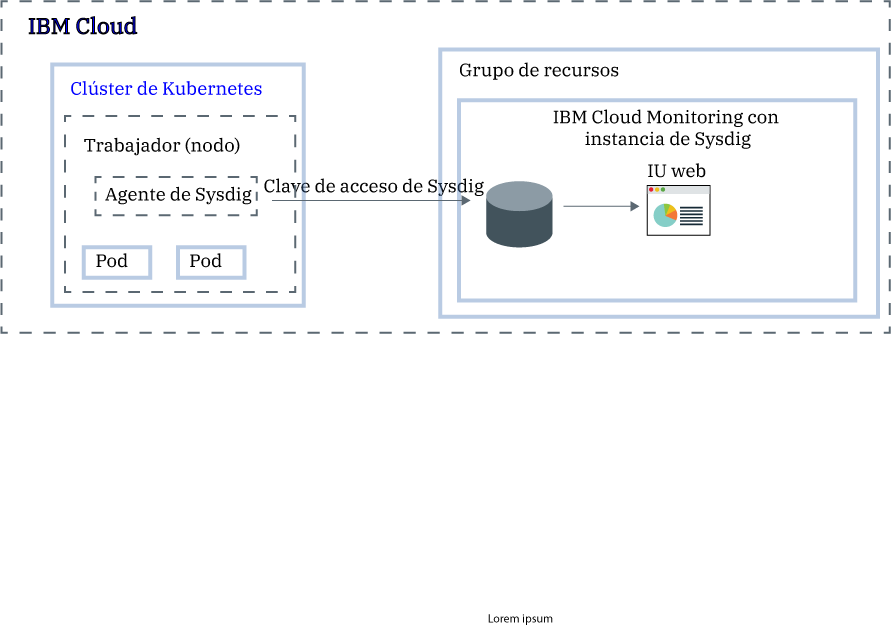 IBM Cloud
Clúster de Kubernetes
Trabajador (nodo)
Agente de Sysdig
Pod
Pod
Clave de acceso de Sysdig
Grupo de recursos
IBM Cloud Monitoring con
instancia de Sysdig
IU web
Lorem ipsum